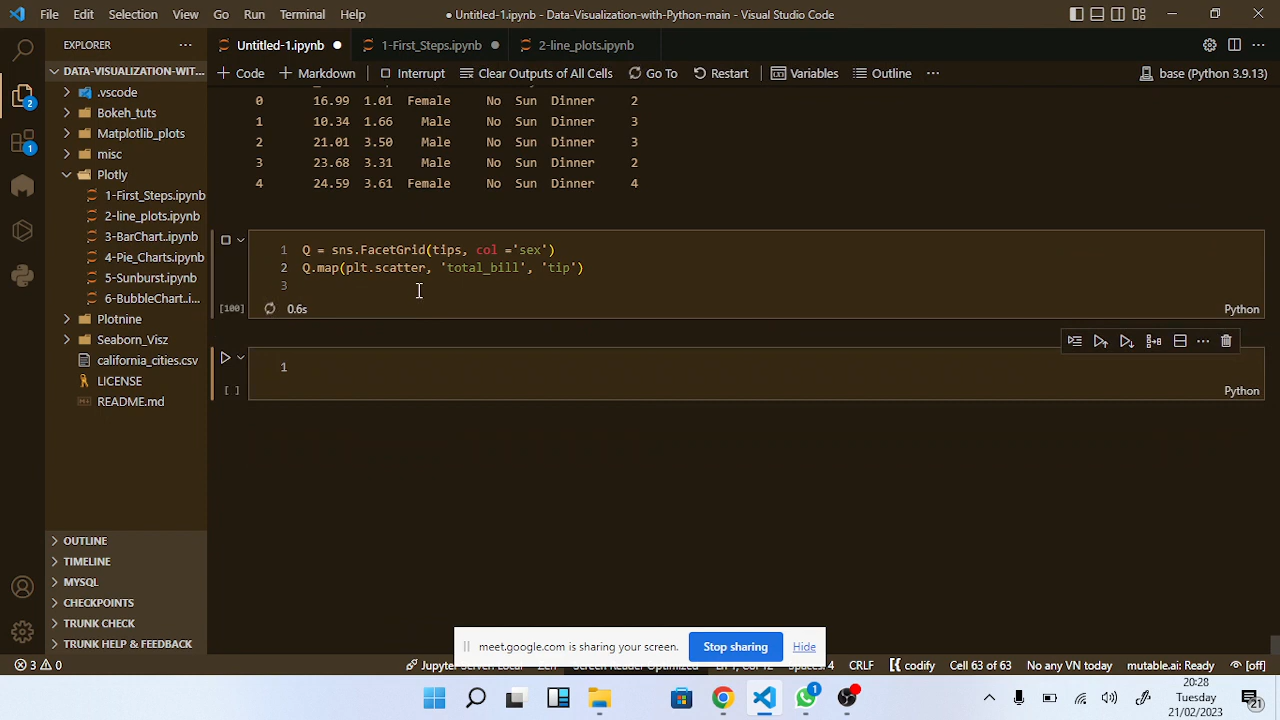 File Edit Selection View Go Run Terminal Help
● Untitled-1.ipynb - Data-Visualization-with-Python-main - Visual Studio Code
EXPLORER
Untitled-1.ipynb
1-First_Steps.ipynb
2-line_plots.ipynb
DATA-VISUALIZATION-WIT...
Code Markdown Interrupt Clear Outputs of All Cells Go To Restart Variables Outline ...
base (Python 3.9.13)
.vscode
Bokeh_tuts
Matplotlib_plots
misc
Plotly
1-First_Steps.ipynb
2-line_plots.ipynb
3-BarChart..ipynb
4-Pie_Charts.ipynb
5-Sunburst.ipynb
6-BubbleChart..i...
Plotnine
Seaborn_Visz
california_cities.csv
LICENSE
README.md
OUTLINE
TIMELINE
MYSQL
CHECKPOINTS
TRUNK CHECK
TRUNK HELP & FEEDBACK
2
1
0 16.99 1.01 Female No Sun Dinner 2
1 10.34 1.66 Male No Sun Dinner 3
2 21.01 3.50 Male No Sun Dinner 3
3 23.68 3.31 Male No Sun Dinner 2
4 24.59 3.61 Female No Sun Dinner 4
1 Q = sns.FacetGrid(tips, col ='sex')
2 Q.map(plt.scatter, 'total_bill', 'tip')
3
[100] 0.6s Python
1
[ ] Python
meet.google.com is sharing your screen. Stop sharing Hide
3 0
CRLF codify Cell 63 of 63 No any VN today mutable.ai: Ready [off]
1
20:28
Tuesday
21/02/2023
21